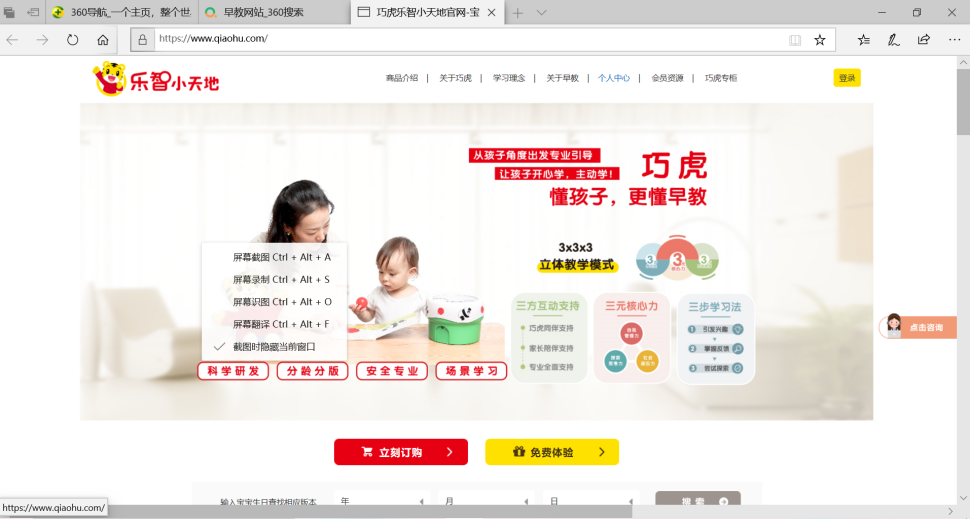 360导航_一个主页，整个世
早教网站_360搜索
巧虎乐智小天地官网-宝
https://www.qiaohu.com/
乐智小天地
商品介绍 | 关于巧虎 | 学习理念 | 关于早教 | 个人中心 | 会员资源 | 巧虎专柜
登录
从孩子角度出发专业引导
让孩子开心学，主动学！
巧虎
懂孩子，更懂早教
3x3x3
立体教学模式
3 3 3
屏幕截图 Ctrl + Alt + A
屏幕录制 Ctrl + Alt + S
屏幕识图 Ctrl + Alt + O
屏幕翻译 Ctrl + Alt + F
截图时隐藏当前窗口
三方互动支持
巧虎同伴支持
家长陪伴支持
专业全面支持
三元核心力
三步学习法
1 引发兴趣
2 掌握反馈
3 尝试探索
点击咨询
科学研发 分龄分版 安全专业 场景学习
立刻订购
免费体验
输入宝宝生日查找相应版本 年 月 日 搜索
https://www.qiaohu.com/